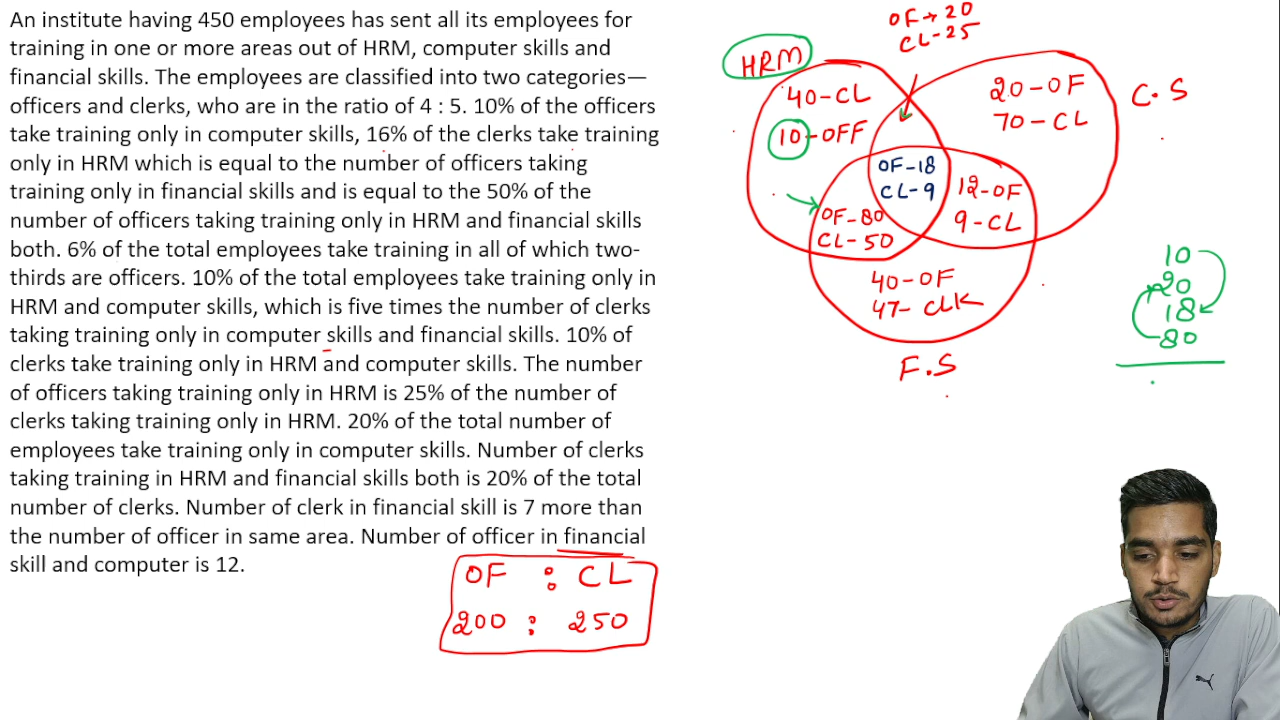 An institute having 450 employees has sent all its employees for
training in one or more areas out of HRM, computer skills and
financial skills. The employees are classified into two categories—
officers and clerks, who are in the ratio of 4 : 5. 10% of the officers
take training only in computer skills, 16% of the clerks take training
only in HRM which is equal to the number of officers taking
training only in financial skills and is equal to the 50% of the
number of officers taking training only in HRM and financial skills
both. 6% of the total employees take training in all of which two-
thirds are officers. 10% of the total employees take training only in
HRM and computer skills, which is five times the number of clerks
taking training only in computer skills and financial skills. 10% of
clerks take training only in HRM and computer skills. The number
of officers taking training only in HRM is 25% of the number of
clerks taking training only in HRM. 20% of the total number of
employees take training only in computer skills. Number of clerks
taking training in HRM and financial skills both is 20% of the total
number of clerks. Number of clerk in financial skill is 7 more than
the number of officer in same area. Number of officer in financial
skill and computer is 12.
OF : CL
200 : 250
OF→20
CL-25
HRM
40-CL
10-OFF
20-OF
70-CL
C.S
OF-18
CL-9
12-OF
9-CL
OF-80
CL-50
40-OF
47-CLK
F.S
10
20
18
80